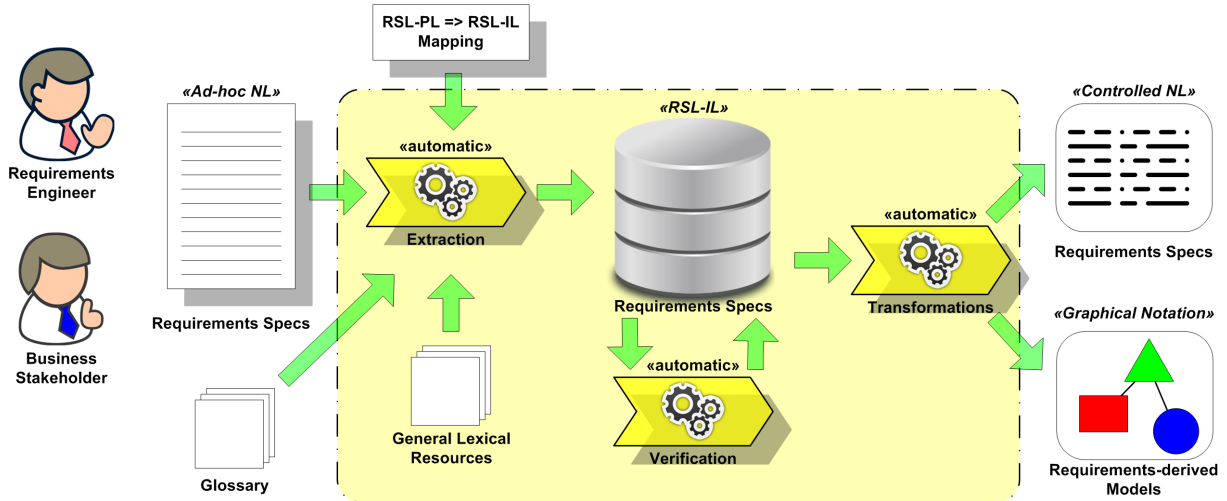 RSL-PL => RSL-IL
Mapping
Requirements
Engineer
Business
Stakeholder
«Ad-hoc NL»
Requirements Specs
Glossary
«automatic»
Extraction
General Lexical
Resources
«RSL-IL»
Requirements Specs
«automatic»
Verification
«automatic»
Transformations
«Controlled NL»
Requirements Specs
«Graphical Notation»
Requirements-derived
Models